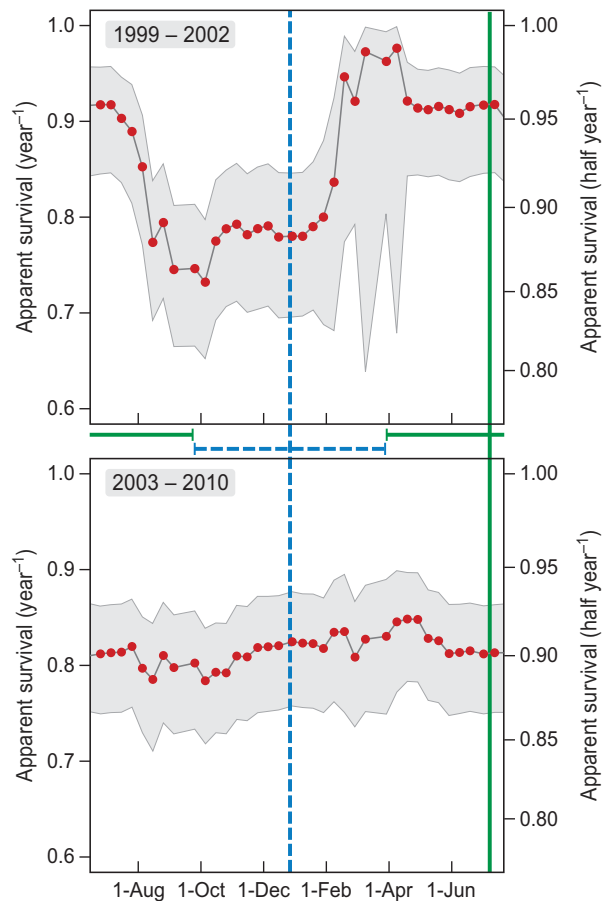 1999 – 2002
Apparent survival (year⁻¹)
1.0
0.9
0.8
0.7
0.6
1.00
0.95
0.90
0.85
0.80
Apparent survival (half year⁻¹)
2003 – 2010
Apparent survival (year⁻¹)
1.0
0.9
0.8
0.7
0.6
1.00
0.95
0.90
0.85
0.80
Apparent survival (half year⁻¹)
1-Aug 1-Oct 1-Dec 1-Feb 1-Apr 1-Jun